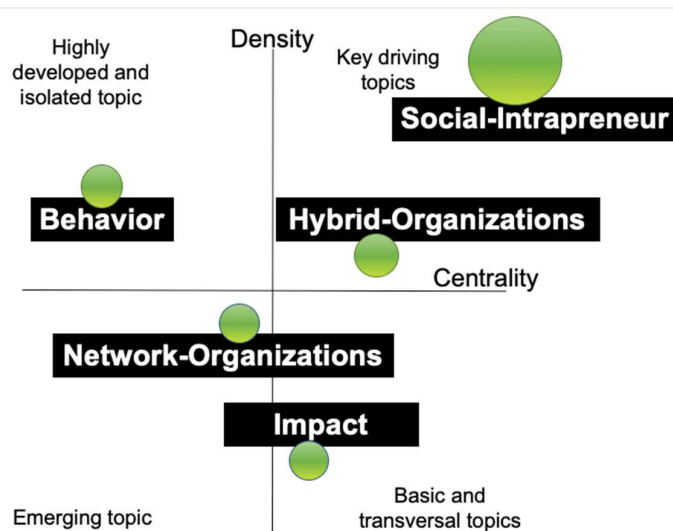 Highly
developed and
isolated topic
Density
Key driving
topics
Social-Intrapreneur
Behavior
Hybrid-Organizations
Centrality
Network-Organizations
Impact
Emerging topic
Basic and
transversal topics